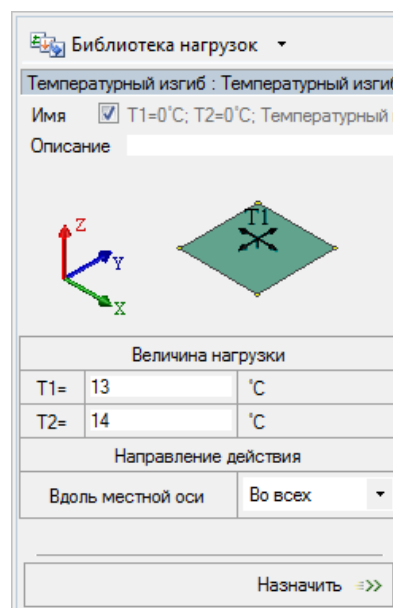 Библиотека нагрузок
Температурный изгиб : Температурный изгиб
Имя T1=0°C; T2=0°C; Температурный
Описание
T1
Z
Y
X
Величина нагрузки
T1= 13 °C
T2= 14 °C
Направление действия
Вдоль местной оси Во всех
Назначить